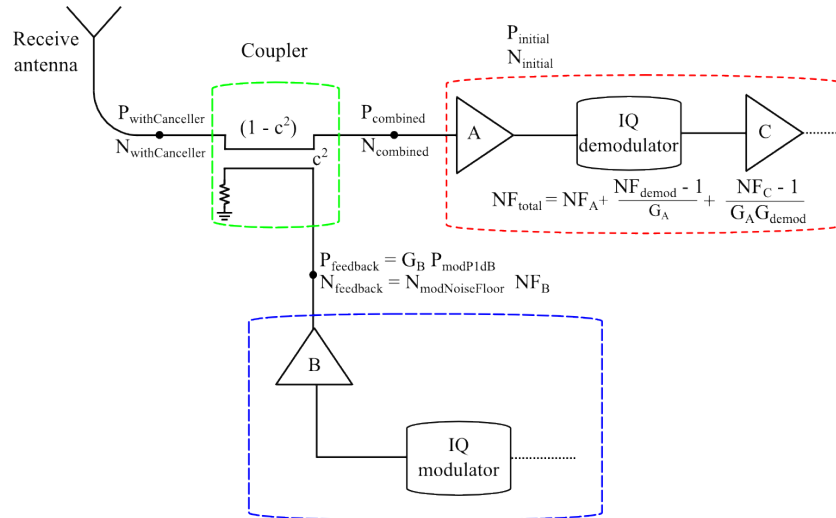 Receive
antenna
Coupler
P_initial
N_initial
P_withCanceller
N_withCanceller
(1 - c²)
c²
P_combined
N_combined
A
IQ
demodulator
C
NF_total = NF_A + (NF_demod - 1)/G_A + (NF_C - 1)/(G_A G_demod)
P_feedback = G_B P_modP1dB
N_feedback = N_modNoiseFloor NF_B
B
IQ
modulator